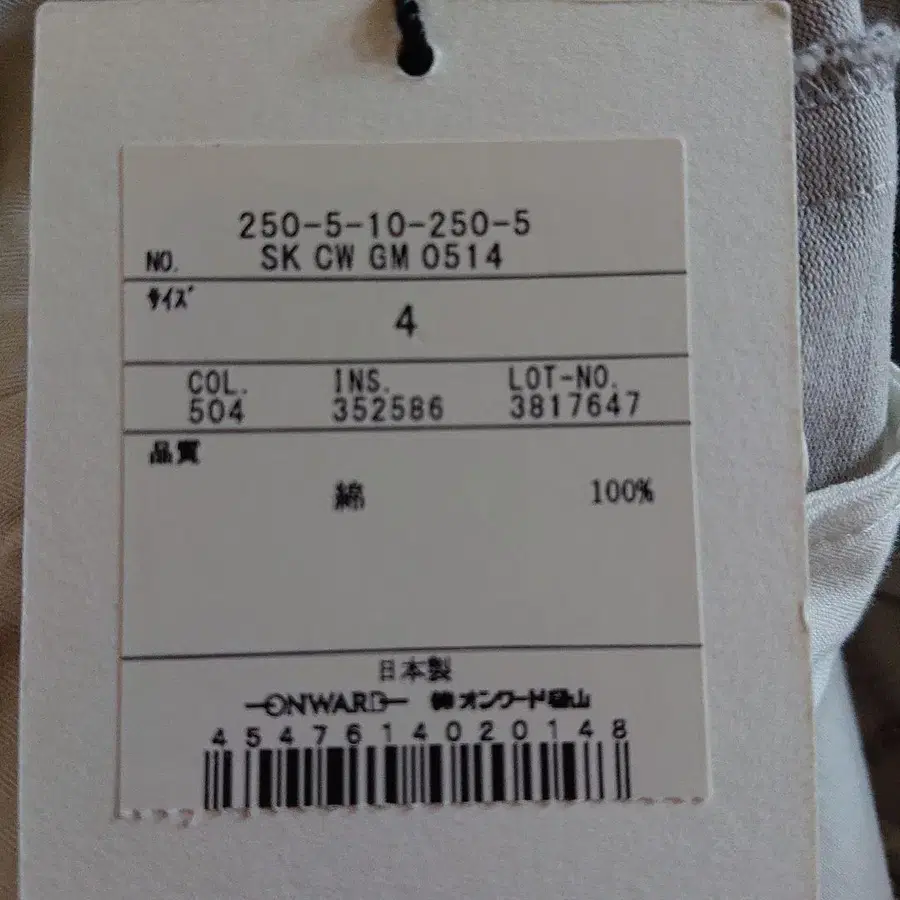 250-5-10-250-5
NO. SK CW GM 0514
サイズ
4
COL. INS. LOT-NO.
504 352586 3817647
品質
綿 100%
日本製
ONWARD ㈱オンワード樫山
4547614020148